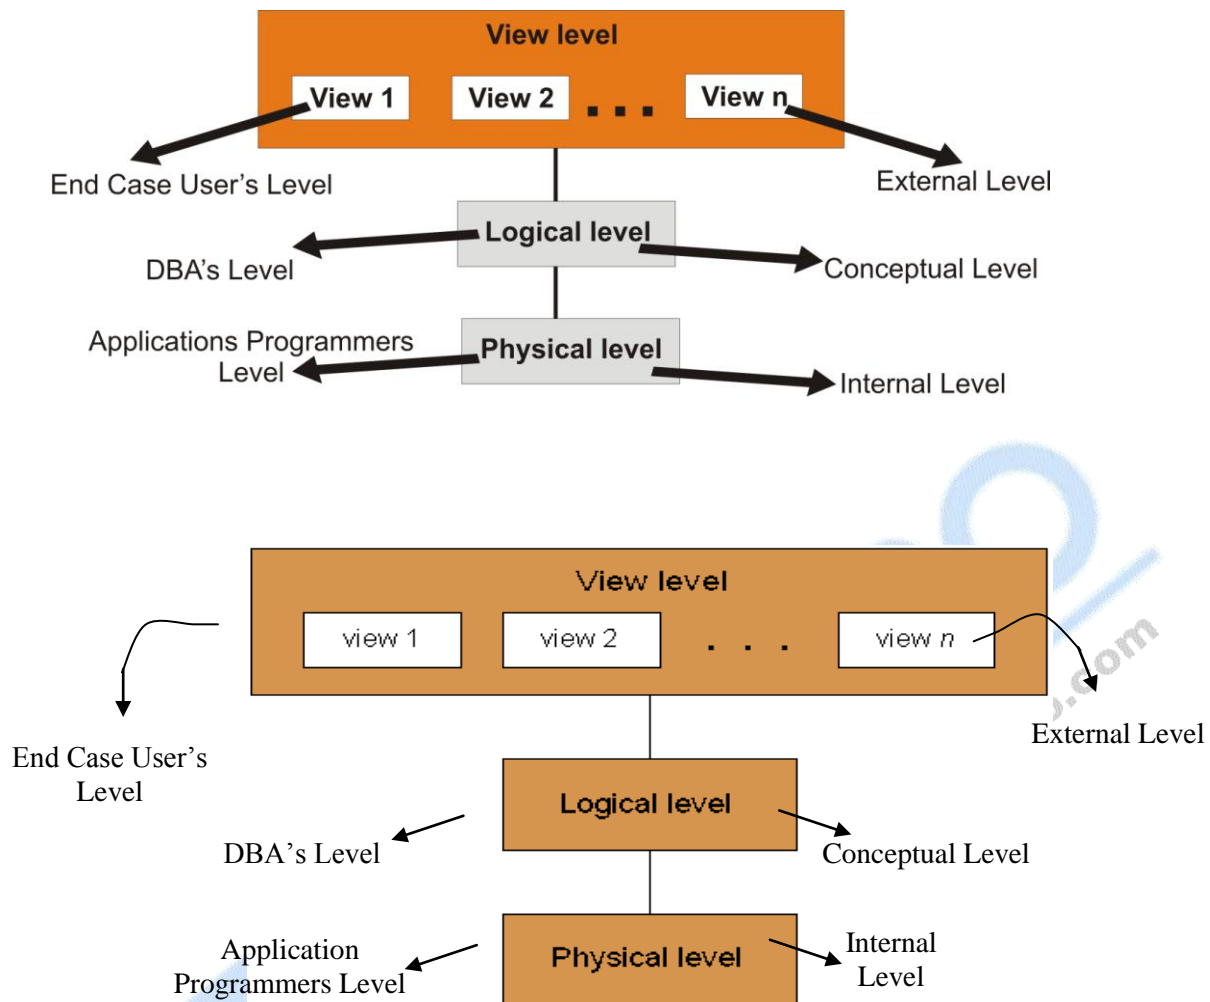 View level
View 1 View 2 ... View n
End Case User's Level
External Level
Logical level
DBA's Level
Conceptual Level
Applications Programmers
Level
Physical level
Internal Level
View level
view 1 view 2 . . . view n
.com
End Case User's
Level
External Level
Logical level
DBA's Level
Conceptual Level
Application
Programmers Level
Physical level
Internal
Level